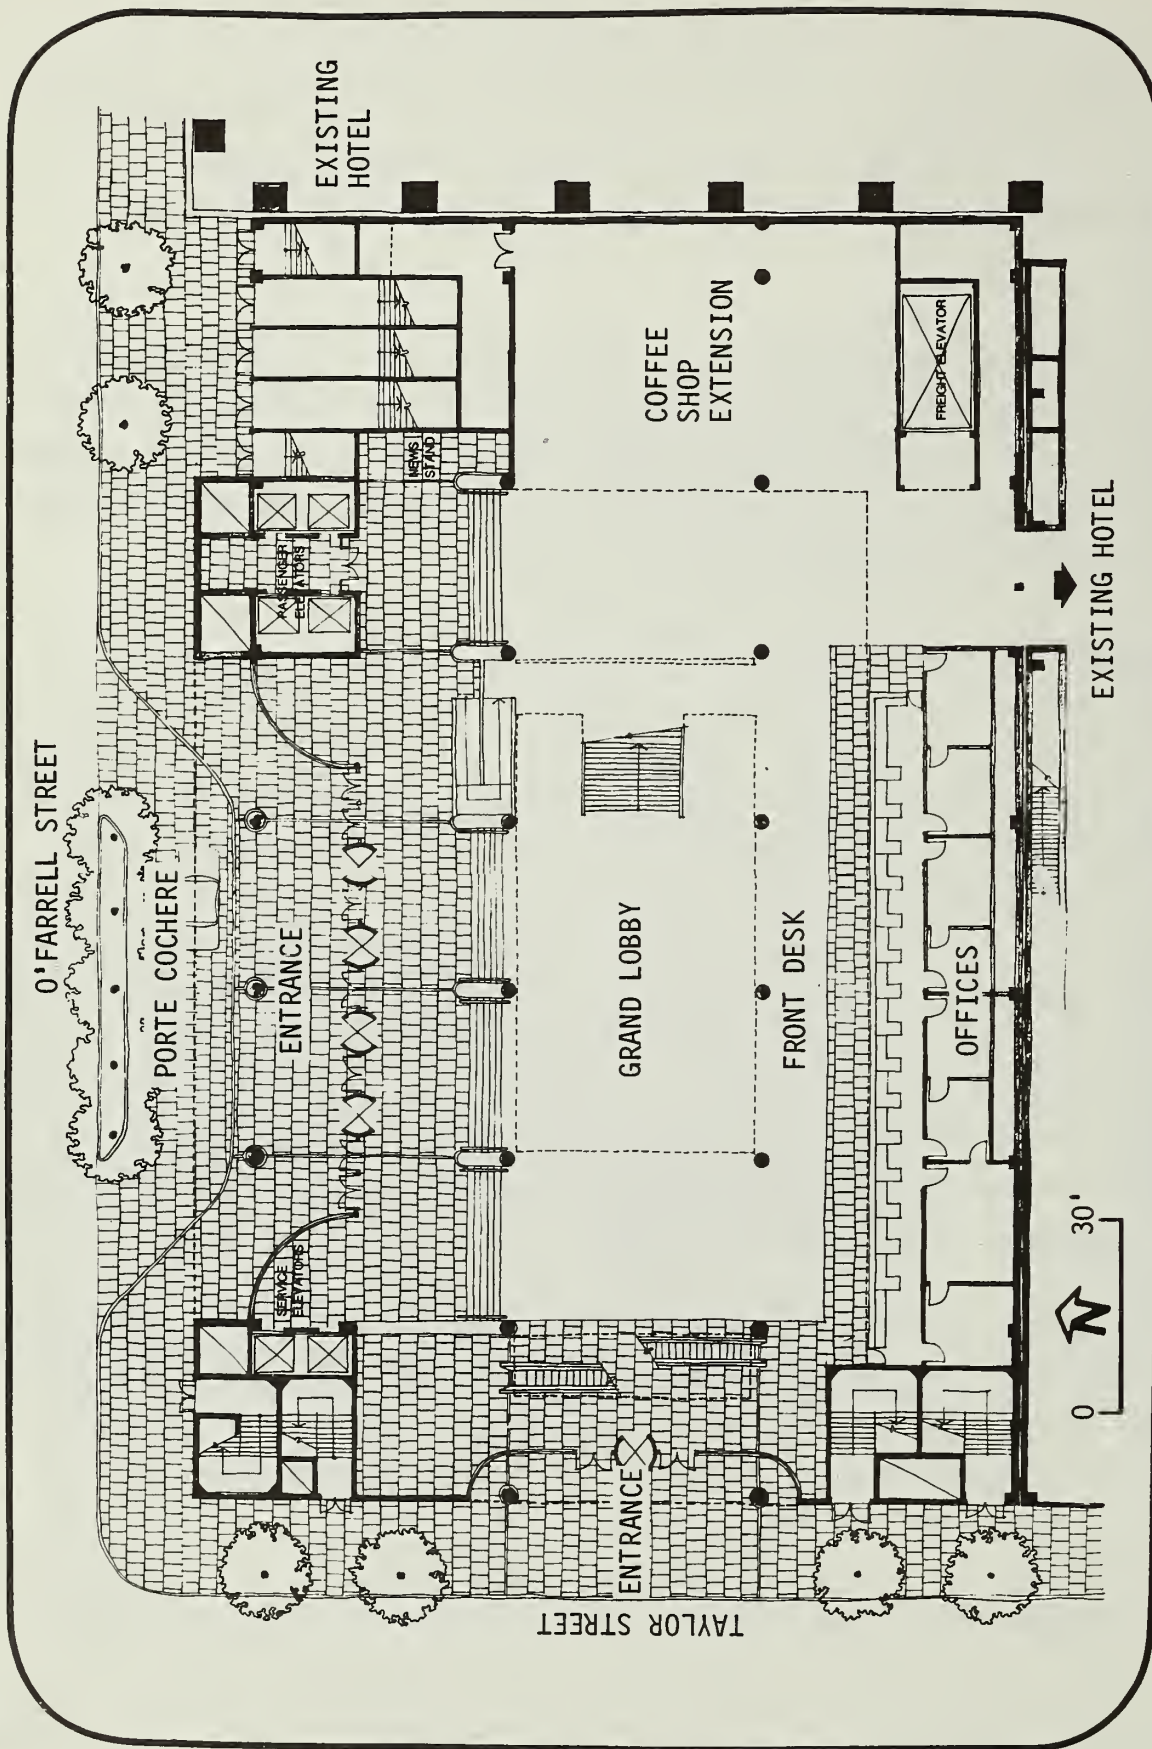 O'FARRELL STREET
PORTE COCHERE
EXISTING
HOTEL
ENTRANCE
PASSENGER
ELEVATORS
SERVICE
ELEVATORS
NEWS
STAND
GRAND LOBBY
COFFEE
SHOP
EXTENSION
FRONT DESK
FREIGHT ELEVATOR
OFFICES
ENTRANCE
TAYLOR STREET
EXISTING HOTEL
0
30'
N